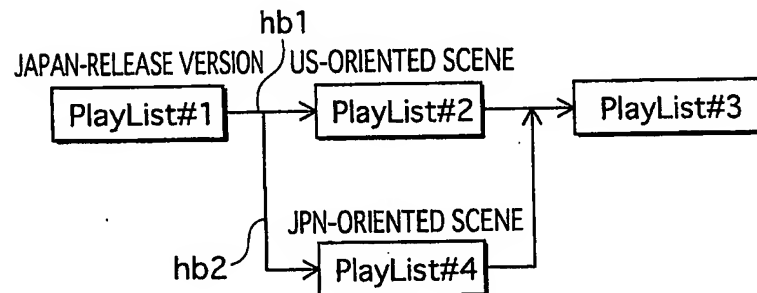 hb1
JAPAN-RELEASE VERSION US-ORIENTED SCENE
PlayList#1 PlayList#2 PlayList#3
JPN-ORIENTED SCENE
hb2 PlayList#4